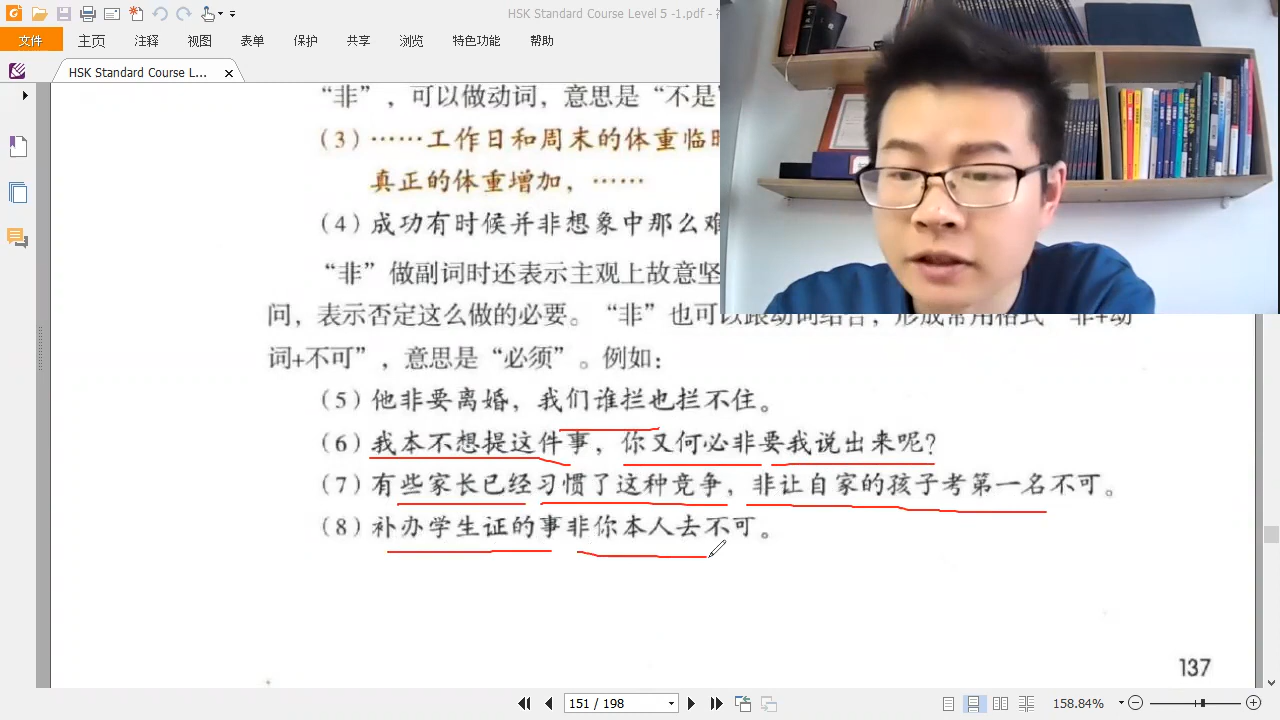 HSK Standard Course Level 5 -1.pdf -
文件 主页 注释 视图 表单 保护 共享 浏览 特色功能 帮助
HSK Standard Course L...
“非”，可以做动词，意思是“不是”
（3）……工作日和周末的体重临时
真正的体重增加，……
（4）成功有时候并非想象中那么难
“非”做副词时还表示主观上故意坚
问，表示否定这么做的必要。“非”也可以跟动词结合，形成常用格式“非+动
词+不可”，意思是“必须”。例如：
（5）他非要离婚，我们谁拦也拦不住。
（6）我本不想提这件事，你又何必非要我说出来呢？
（7）有些家长已经习惯了这种竞争，非让自家的孩子考第一名不可。
（8）补办学生证的事非你本人去不可。
137
151 / 198
158.84%